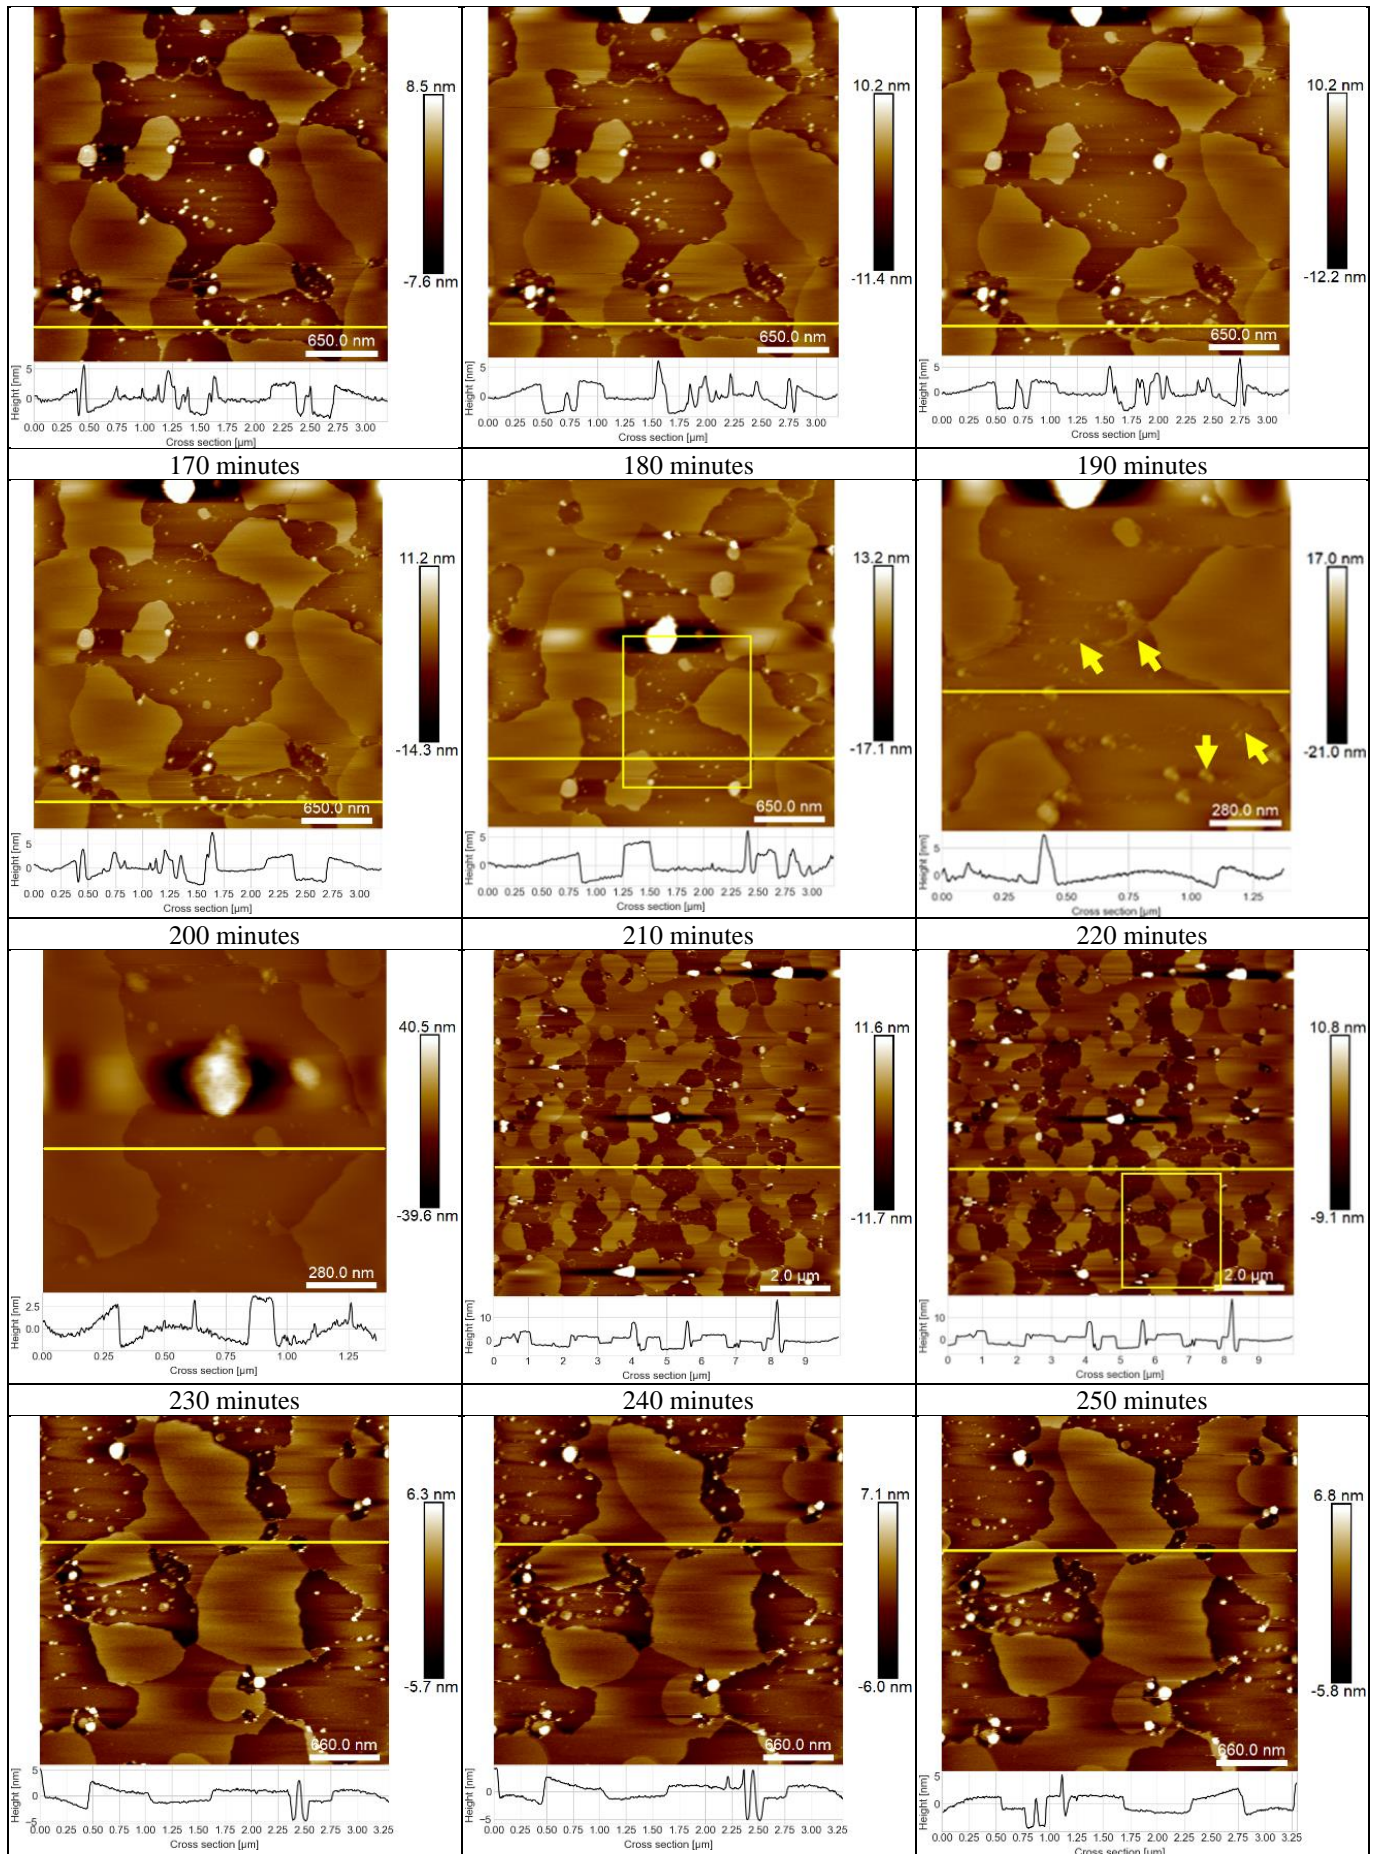 8.5 nm
-7.6 nm
650.0 nm
Height [nm]
5
0
0.00 0.25 0.50 0.75 1.00 1.25 1.50 1.75 2.00 2.25 2.50 2.75 3.00
Cross section [µm]
10.2 nm
-11.4 nm
650.0 nm
Height [nm]
5
0
0.00 0.25 0.50 0.75 1.00 1.25 1.50 1.75 2.00 2.25 2.50 2.75 3.00
Cross section [µm]
10.2 nm
-12.2 nm
650.0 nm
Height [nm]
5
0
0.00 0.25 0.50 0.75 1.00 1.25 1.50 1.75 2.00 2.25 2.50 2.75 3.00
Cross section [µm]
170 minutes
180 minutes
190 minutes
11.2 nm
-14.3 nm
650.0 nm
Height [nm]
5
0
0.00 0.25 0.50 0.75 1.00 1.25 1.50 1.75 2.00 2.25 2.50 2.75 3.00
Cross section [µm]
13.2 nm
-17.1 nm
650.0 nm
Height [nm]
5
0
0.00 0.25 0.50 0.75 1.00 1.25 1.50 1.75 2.00 2.25 2.50 2.75 3.00
Cross section [µm]
17.0 nm
-21.0 nm
280.0 nm
Height [nm]
5
0
0.00 0.25 0.50 0.75 1.00 1.25
Cross section [µm]
200 minutes
210 minutes
220 minutes
40.5 nm
-39.6 nm
280.0 nm
Height [nm]
2.5
0.0
0.00 0.25 0.50 0.75 1.00 1.25
Cross section [µm]
11.6 nm
-11.7 nm
2.0 µm
Height [nm]
10
0
0 1 2 3 4 5 6 7 8 9
Cross section [µm]
10.8 nm
-9.1 nm
2.0 µm
Height [nm]
10
0
0 1 2 3 4 5 6 7 8 9
Cross section [µm]
230 minutes
240 minutes
250 minutes
6.3 nm
-5.7 nm
660.0 nm
Height [nm]
5
0
−5
0.00 0.25 0.50 0.75 1.00 1.25 1.50 1.75 2.00 2.25 2.50 2.75 3.00 3.25
Cross section [µm]
7.1 nm
-6.0 nm
660.0 nm
Height [nm]
0
−5
0.00 0.25 0.50 0.75 1.00 1.25 1.50 1.75 2.00 2.25 2.50 2.75 3.00 3.25
Cross section [µm]
6.8 nm
-5.8 nm
660.0 nm
Height [nm]
5
0
0.00 0.25 0.50 0.75 1.00 1.25 1.50 1.75 2.00 2.25 2.50 2.75 3.00 3.25
Cross section [µm]